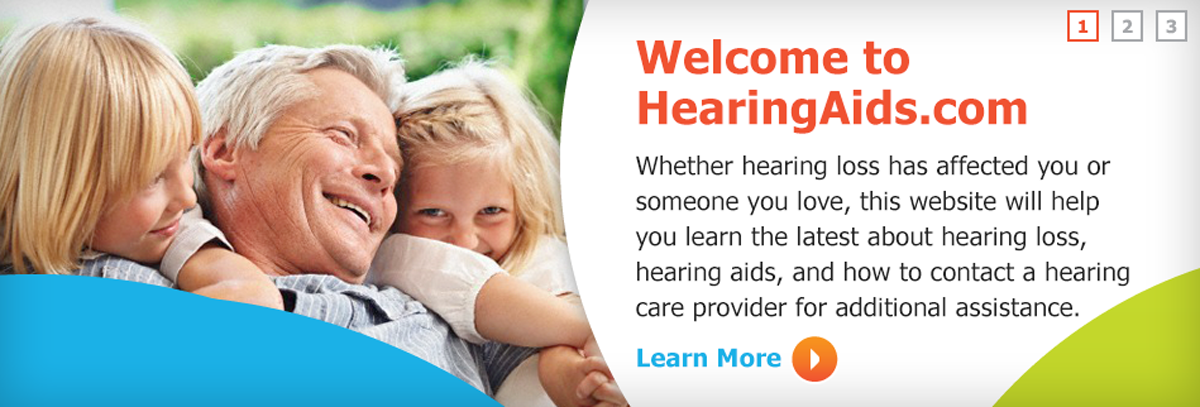 1 2 3
Welcome to
HearingAids.com
Whether hearing loss has affected you or
someone you love, this website will help
you learn the latest about hearing loss,
hearing aids, and how to contact a hearing
care provider for additional assistance.
Learn More